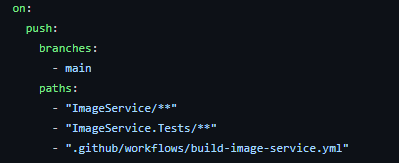 on:
  push:
    branches:
      - main
    paths:
      - "ImageService/**"
      - "ImageService.Tests/**"
      - ".github/workflows/build-image-service.yml"